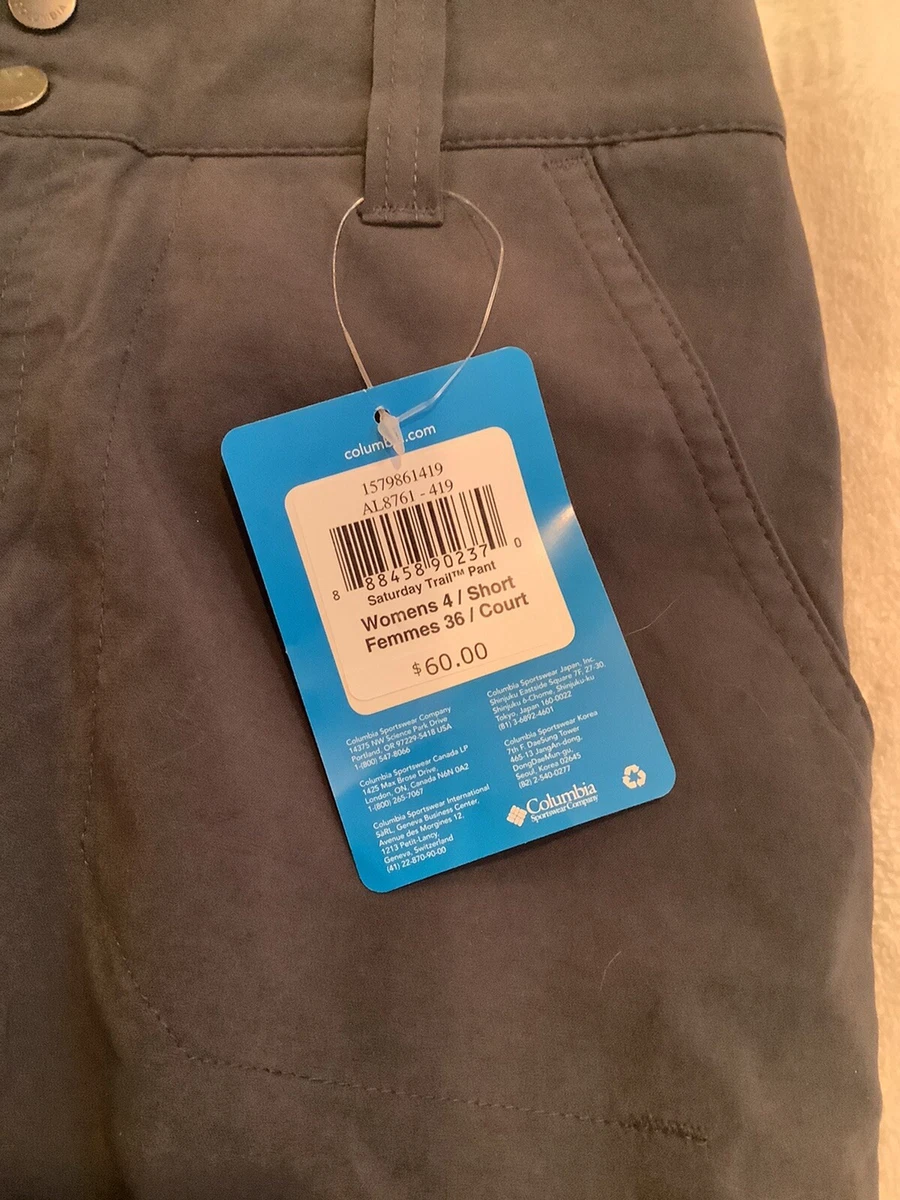 COLUMBIA
columb .com
1579861419
AL8761 - 419
8 88458 90237 0
Saturday Trail™ Pant
Womens 4 / Short
Femmes 36 / Court
$60.00
Columbia Sportswear Company
14375 NW Science Park Drive
Portland, OR 97229-5418 USA
1-(800) 547-8066
Columbia Sportswear Canada LP
1425 Max Brose Drive,
London, ON, Canada N6N 0A2
1-(800) 265-7067
Columbia Sportswear International
SàRL, Geneva Business Center,
Avenue des Morgines 12,
1213 Petit-Lancy,
Geneva, Switzerland
(41) 22-870-90-00
Columbia Sportswear Japan, Inc.
Shinjuku Eastside Square 7F, 27-30,
Shinjuku 6-Chome, Shinjuku-ku
Tokyo, Japan 160-0022
(81) 3-6892-4601
Columbia Sportswear Korea
7th F. DaeSung Tower
465-13 JangAn-dong,
DongDaeMun-gu,
Seoul, Korea 02645
(82) 2-540-0277
Columbia
Sportswear Company